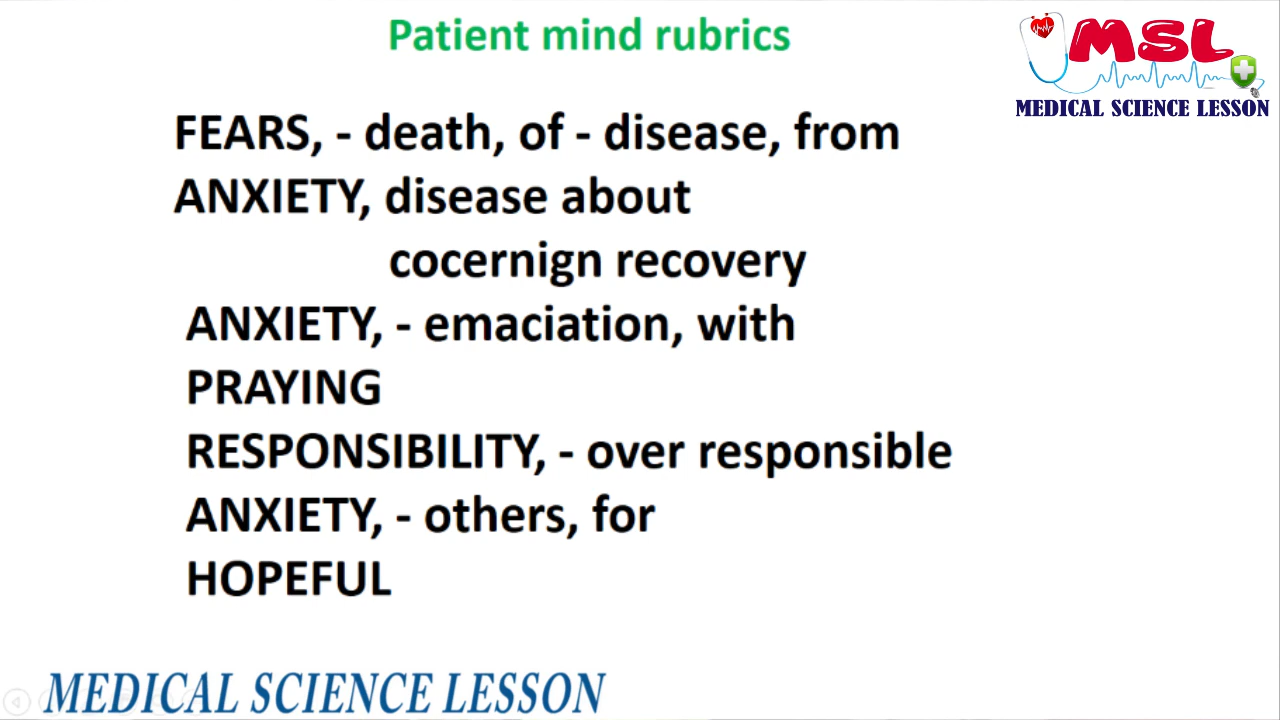 Patient mind rubrics
MSL
MEDICAL SCIENCE LESSON
FEARS, - death, of - disease, from
ANXIETY, disease about
cocernign recovery
ANXIETY, - emaciation, with
PRAYING
RESPONSIBILITY, - over responsible
ANXIETY, - others, for
HOPEFUL
MEDICAL SCIENCE LESSON